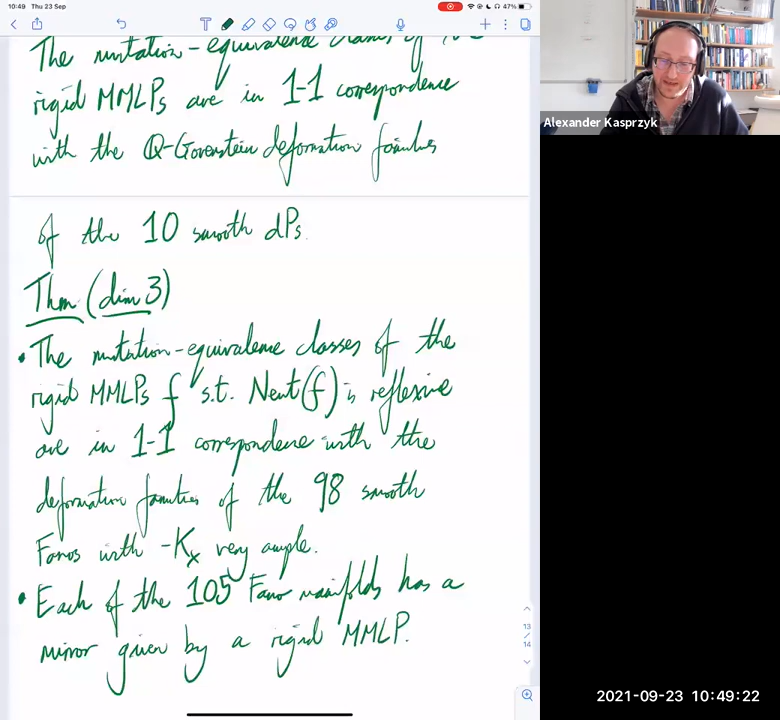 10:49 Thu 23 Sep
47%
The mutation-equivalence classes of the
rigid MMLPs are in 1-1 correspondence
with the Q-Gorenstein deformation families
of the 10 smooth dPs.
Thm (dim 3)
• The mutation-equivalence classes of the
rigid MMLPs f s.t. Newt(f) is reflexive
are in 1-1 correspondence with the
deformation families of the 98 smooth
Fanos with -Kx very ample.
• Each of the 105 Fano manifolds has a
mirror given by a rigid MMLP.
13
/
14
Alexander Kasprzyk
2021-09-23 10:49:22